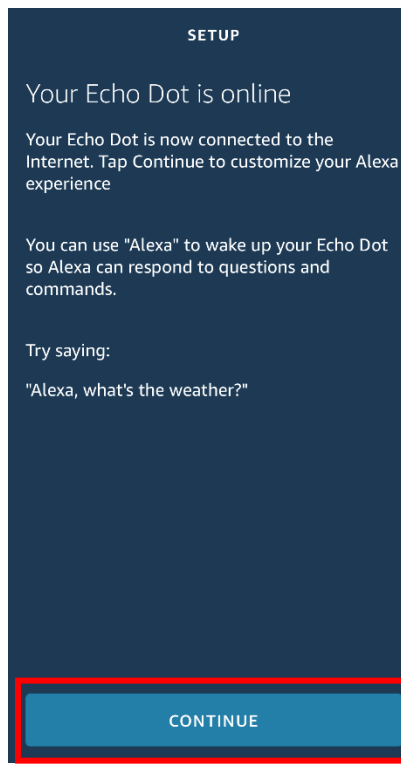 SETUP
Your Echo Dot is online
Your Echo Dot is now connected to the
Internet. Tap Continue to customize your Alexa
experience
You can use "Alexa" to wake up your Echo Dot
so Alexa can respond to questions and
commands.
Try saying:
"Alexa, what's the weather?"
CONTINUE